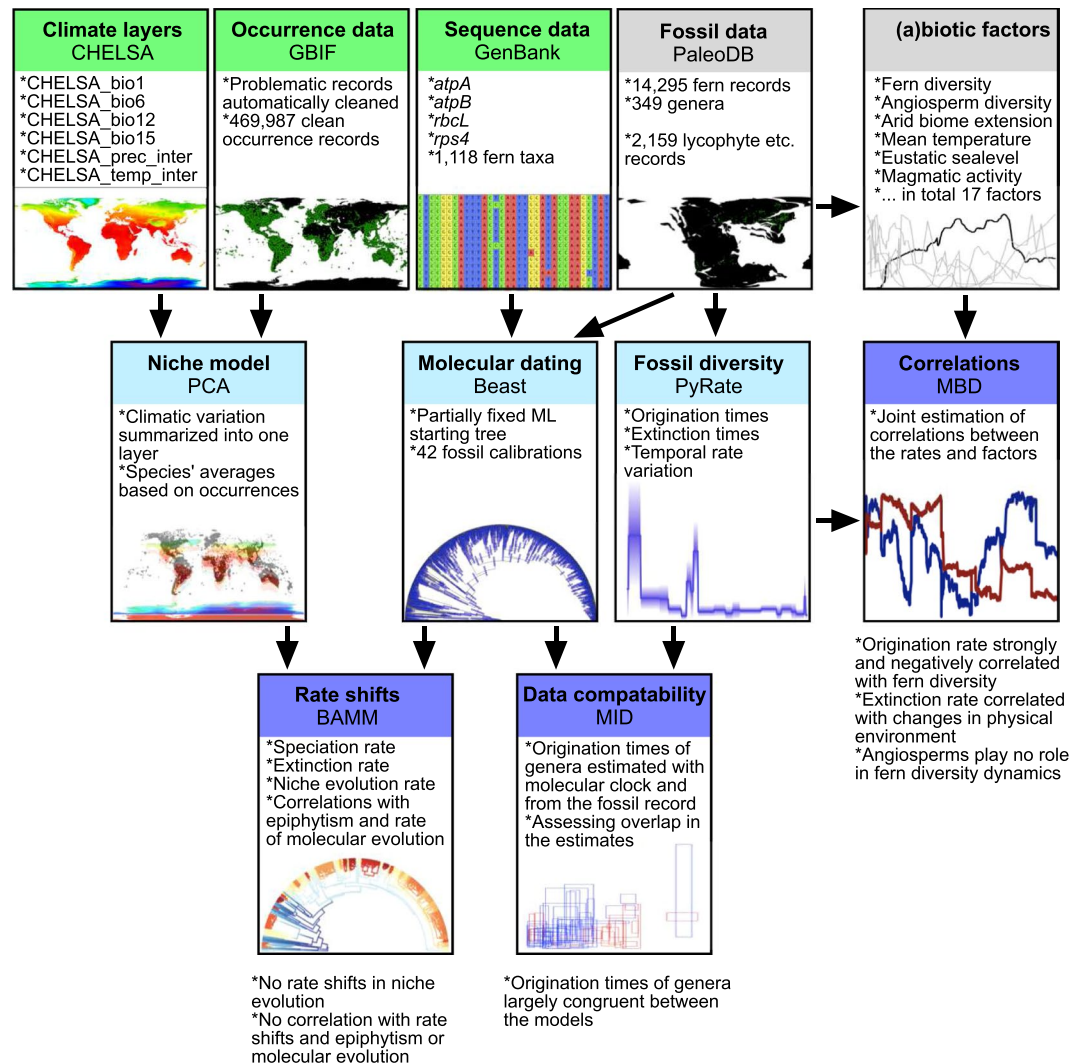 Climate layers
CHELSA
*CHELSA_bio1
*CHELSA_bio6
*CHELSA_bio12
*CHELSA_bio15
*CHELSA_prec_inter
*CHELSA_temp_inter
Occurrence data
GBIF
*Problematic records
automatically cleaned
*469,987 clean
occurrence records
Sequence data
GenBank
*atpA
*atpB
*rbcL
*rps4
*1,118 fern taxa
Fossil data
PaleoDB
*14,295 fern records
*349 genera
*2,159 lycophyte etc.
records
(a)biotic factors
*Fern diversity
*Angiosperm diversity
*Arid biome extension
*Mean temperature
*Eustatic sealevel
*Magmatic activity
*... in total 17 factors
Niche model
PCA
*Climatic variation
summarized into one
layer
*Species' averages
based on occurrences
Molecular dating
Beast
*Partially fixed ML
starting tree
*42 fossil calibrations
Fossil diversity
PyRate
*Origination times
*Extinction times
*Temporal rate
variation
Correlations
MBD
*Joint estimation of
correlations between
the rates and factors
*Origination rate strongly
and negatively correlated
with fern diversity
*Extinction rate correlated
with changes in physical
environment
*Angiosperms play no role
in fern diversity dynamics
Rate shifts
BAMM
*Speciation rate
*Extinction rate
*Niche evolution rate
*Correlations with
epiphytism and rate
of molecular evolution
*No rate shifts in niche
evolution
*No correlation with rate
shifts and epiphytism or
molecular evolution
Data compatability
MID
*Origination times of
genera estimated with
molecular clock and
from the fossil record
*Assessing overlap in
the estimates
*Origination times of genera
largely congruent between
the models